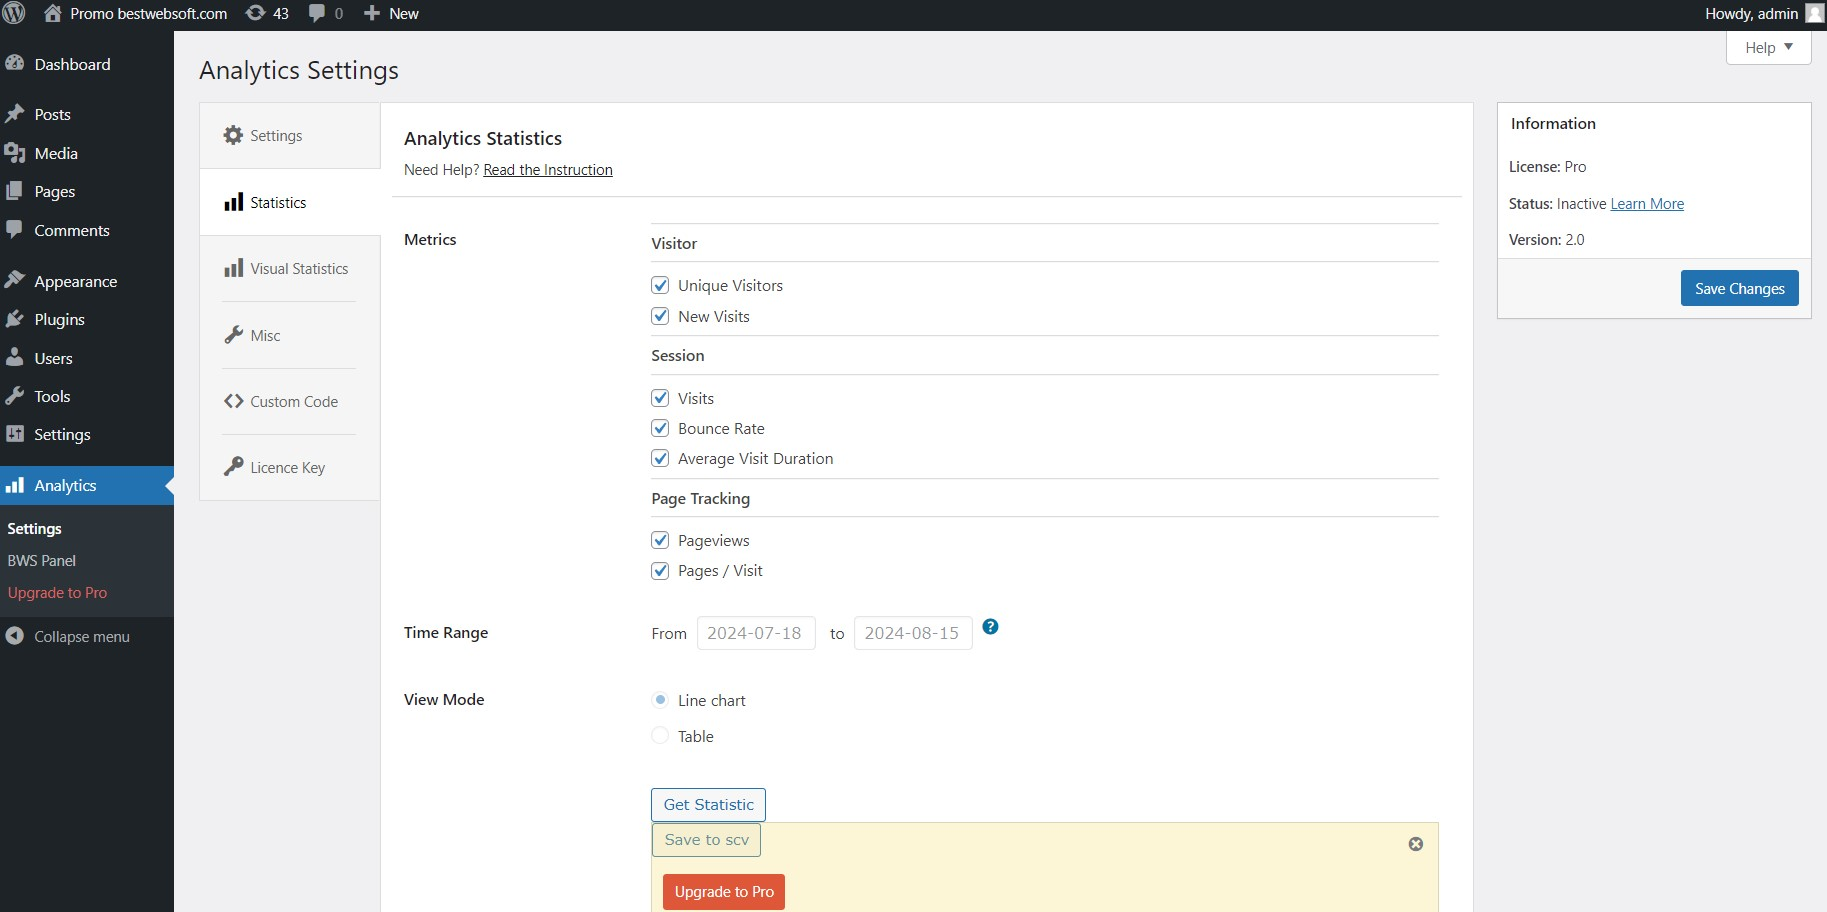 Promo bestwebsoft.com 43 0 New Howdy, admin
Help
Dashboard
Posts
Media
Pages
Comments
Appearance
Plugins
Users
Tools
Settings
Analytics
Settings
BWS Panel
Upgrade to Pro
Collapse menu
Analytics Settings
Settings
Statistics
Visual Statistics
Misc
Custom Code
Licence Key
Analytics Statistics
Need Help? Read the Instruction
Metrics
Visitor
Unique Visitors
New Visits
Session
Visits
Bounce Rate
Average Visit Duration
Page Tracking
Pageviews
Pages / Visit
Time Range
From 2024-07-18 to 2024-08-15 ?
View Mode
Line chart
Table
Get Statistic
Save to scv
Upgrade to Pro
Information
License: Pro
Status: Inactive Learn More
Version: 2.0
Save Changes